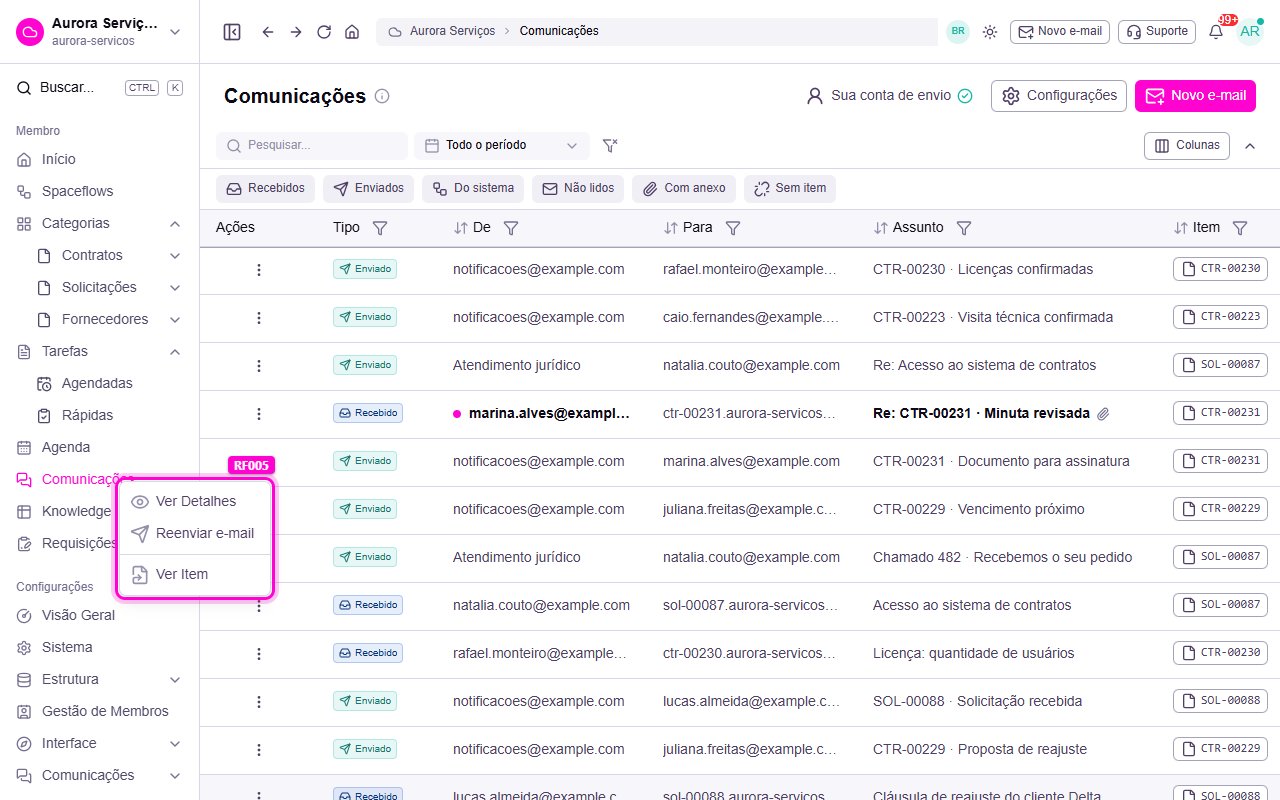 Aurora Serviç...
aurora-servicos
Aurora Serviços > Comunicações
BR
Novo e-mail
Suporte
99+
AR
Buscar...
CTRL K
Membro
Início
Spaceflows
Categorias
Contratos
Solicitações
Fornecedores
Tarefas
Agendadas
Rápidas
Agenda
Comunicaçõe
Knowledge
Requisições
Configurações
Visão Geral
Sistema
Estrutura
Gestão de Membros
Interface
Comunicações
Comunicações
Sua conta de envio
Configurações
Novo e-mail
Pesquisar...
Todo o período
Colunas
Recebidos
Enviados
Do sistema
Não lidos
Com anexo
Sem item
Ações Tipo De Para Assunto Item
Enviado notificacoes@example.com rafael.monteiro@example... CTR-00230 · Licenças confirmadas CTR-00230
Enviado notificacoes@example.com caio.fernandes@example.... CTR-00223 · Visita técnica confirmada CTR-00223
Enviado Atendimento jurídico natalia.couto@example.com Re: Acesso ao sistema de contratos SOL-00087
Recebido marina.alves@exampl... ctr-00231.aurora-servicos... Re: CTR-00231 · Minuta revisada CTR-00231
Enviado notificacoes@example.com marina.alves@example.com CTR-00231 · Documento para assinatura CTR-00231
Enviado notificacoes@example.com juliana.freitas@example.c... CTR-00229 · Vencimento próximo CTR-00229
Enviado Atendimento jurídico natalia.couto@example.com Chamado 482 · Recebemos o seu pedido SOL-00087
Recebido natalia.couto@example.com sol-00087.aurora-servicos... Acesso ao sistema de contratos SOL-00087
Recebido rafael.monteiro@example... ctr-00230.aurora-servicos... Licença: quantidade de usuários CTR-00230
Enviado notificacoes@example.com lucas.almeida@example.c... SOL-00088 · Solicitação recebida SOL-00088
Enviado notificacoes@example.com juliana.freitas@example.c... CTR-00229 · Proposta de reajuste CTR-00229
Recebido lucas.almeida@example.c... sol-00088.aurora-servicos... Cláusula de reajuste do cliente Delta SOL-00088
RF005
Ver Detalhes
Reenviar e-mail
Ver Item